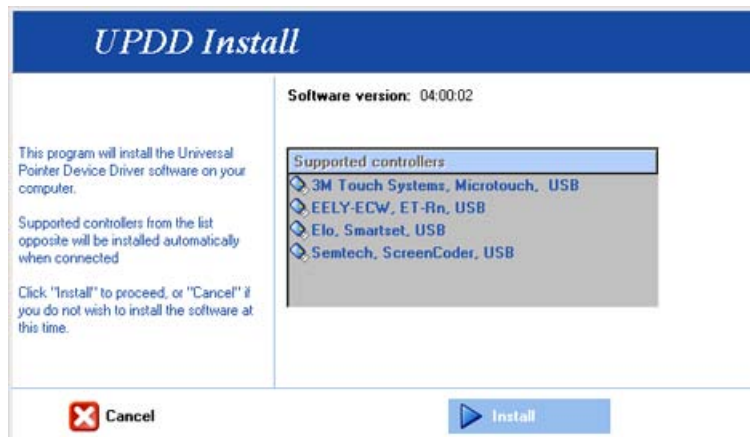 UPDD Install
Software version: 04:00:02
This program will install the Universal
Pointer Device Driver software on your
computer.
Supported controllers from the list
opposite will be installed automatically
when connected
Click "Install" to proceed, or "Cancel" if
you do not wish to install the software at
this time.
Supported controllers
3M Touch Systems, Microtouch, USB
EELY-ECW, ET-Rn, USB
Elo, Smartset, USB
Semtech, ScreenCoder, USB
Cancel
Install